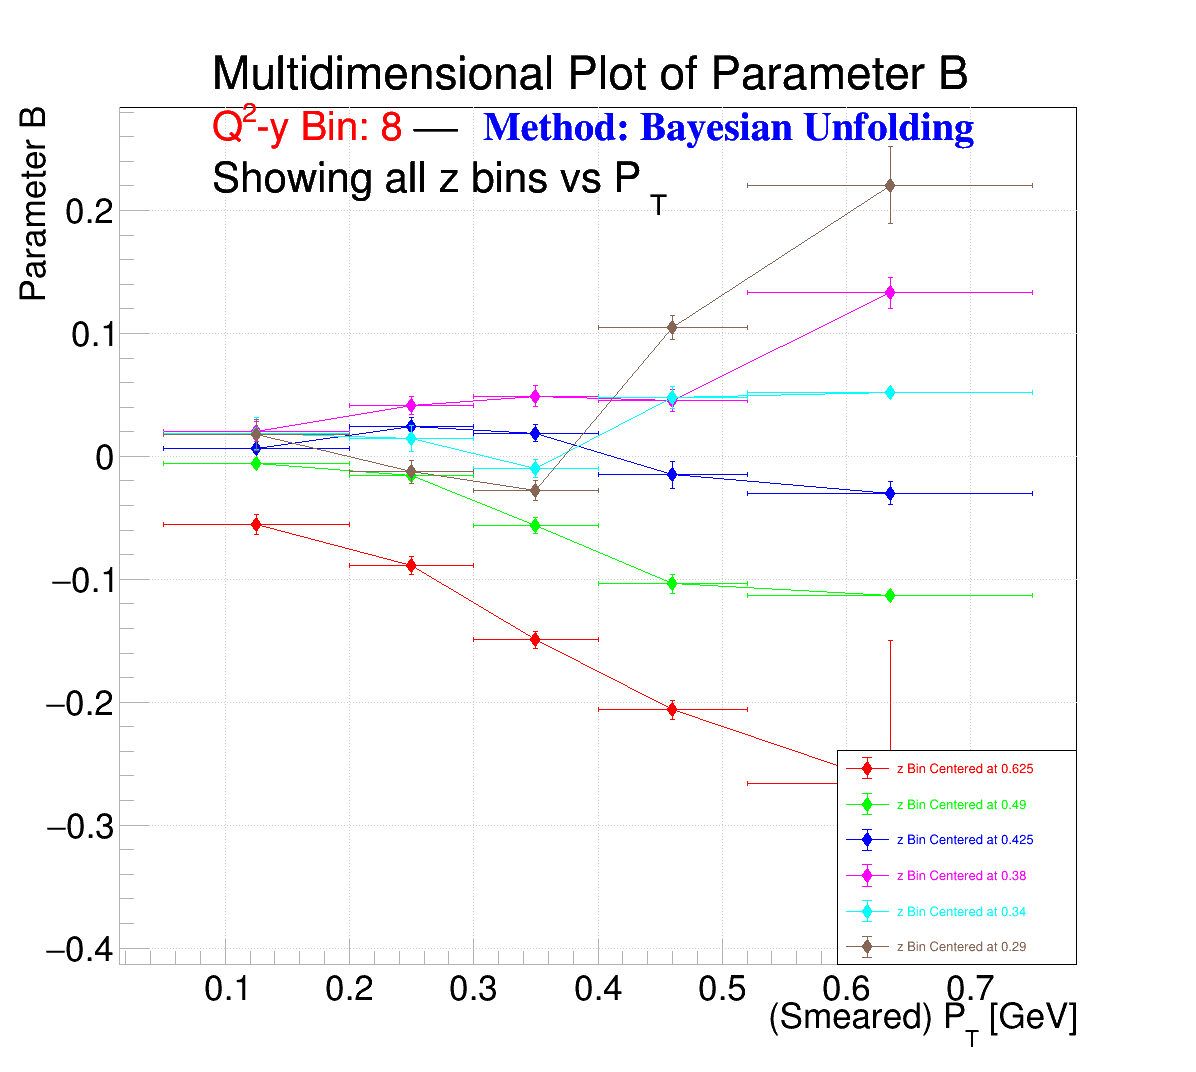 Multidimensional Plot of Parameter B
Q2-y Bin: 8 — Method: Bayesian Unfolding
Showing all z bins vs PT
Parameter B
0.2
0.1
0
−0.1
−0.2
−0.3
−0.4
z Bin Centered at 0.625
z Bin Centered at 0.49
z Bin Centered at 0.425
z Bin Centered at 0.38
z Bin Centered at 0.34
z Bin Centered at 0.29
0.1 0.2 0.3 0.4 0.5 0.6 0.7
(Smeared) PT [GeV]